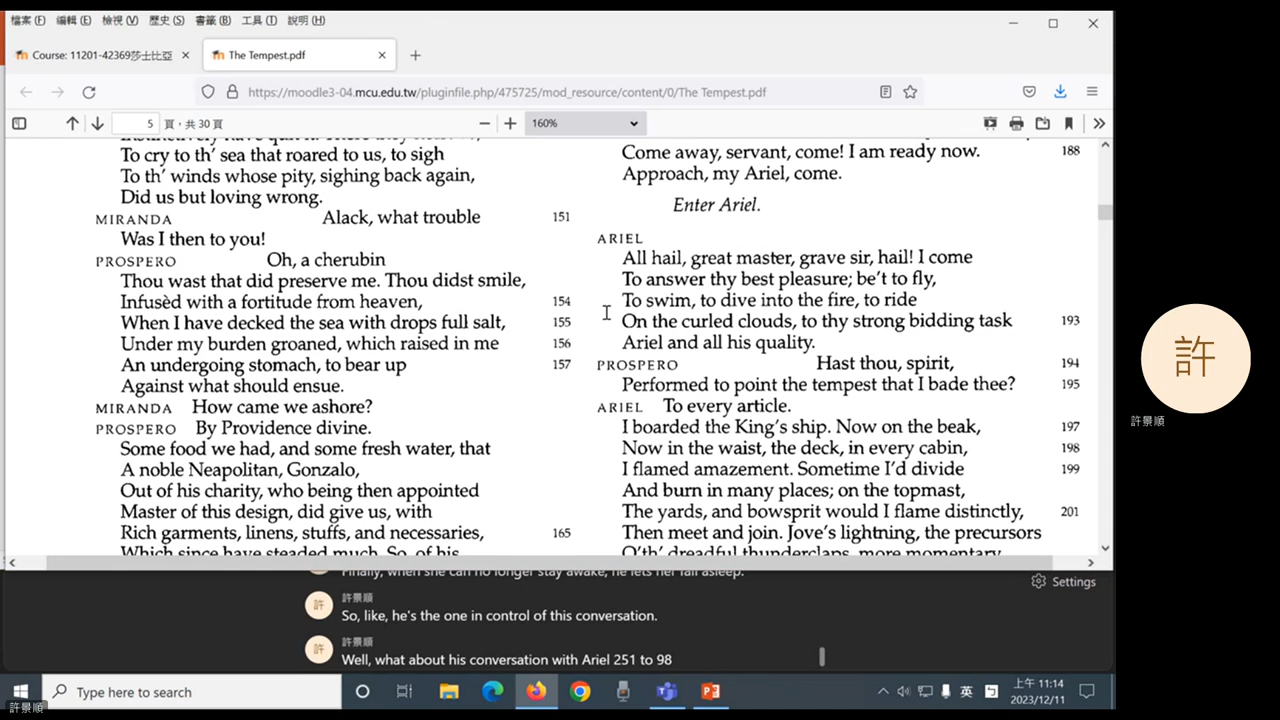 檔案(F) 編輯(E) 檢視(V) 歷史(S) 書籤(B) 工具(T) 說明(H)
Course: 11201-42369莎士比亞
The Tempest.pdf
https://moodle3-04.mcu.edu.tw/pluginfile.php/475725/mod_resource/content/0/The Tempest.pdf
5 頁，共 30 頁
160%
To cry to th' sea that roared to us, to sigh
To th' winds whose pity, sighing back again,
Did us but loving wrong.
MIRANDA Alack, what trouble 151
Was I then to you!
PROSPERO Oh, a cherubin
Thou wast that did preserve me. Thou didst smile,
Infusèd with a fortitude from heaven, 154
When I have decked the sea with drops full salt, 155
Under my burden groaned, which raised in me 156
An undergoing stomach, to bear up 157
Against what should ensue.
MIRANDA How came we ashore?
PROSPERO By Providence divine.
Some food we had, and some fresh water, that
A noble Neapolitan, Gonzalo,
Out of his charity, who being then appointed
Master of this design, did give us, with
Rich garments, linens, stuffs, and necessaries, 165
Which since have steaded much. So, of his
Come away, servant, come! I am ready now. 188
Approach, my Ariel, come.
Enter Ariel.
ARIEL
All hail, great master, grave sir, hail! I come
To answer thy best pleasure; be't to fly,
To swim, to dive into the fire, to ride
On the curled clouds, to thy strong bidding task 193
Ariel and all his quality.
PROSPERO Hast thou, spirit, 194
Performed to point the tempest that I bade thee? 195
ARIEL To every article.
I boarded the King's ship. Now on the beak, 197
Now in the waist, the deck, in every cabin, 198
I flamed amazement. Sometime I'd divide 199
And burn in many places; on the topmast,
The yards, and bowsprit would I flame distinctly, 201
Then meet and join. Jove's lightning, the precursors
O'th' dreadful thunderclaps, more momentary
Finally, when she can no longer stay awake, he lets her fall asleep.
Settings
許景順
So, like, he's the one in control of this conversation.
許景順
Well, what about his conversation with Ariel 251 to 98
許
許
許
許景順
Type here to search
英
上午 11:14
2023/12/11
許景順